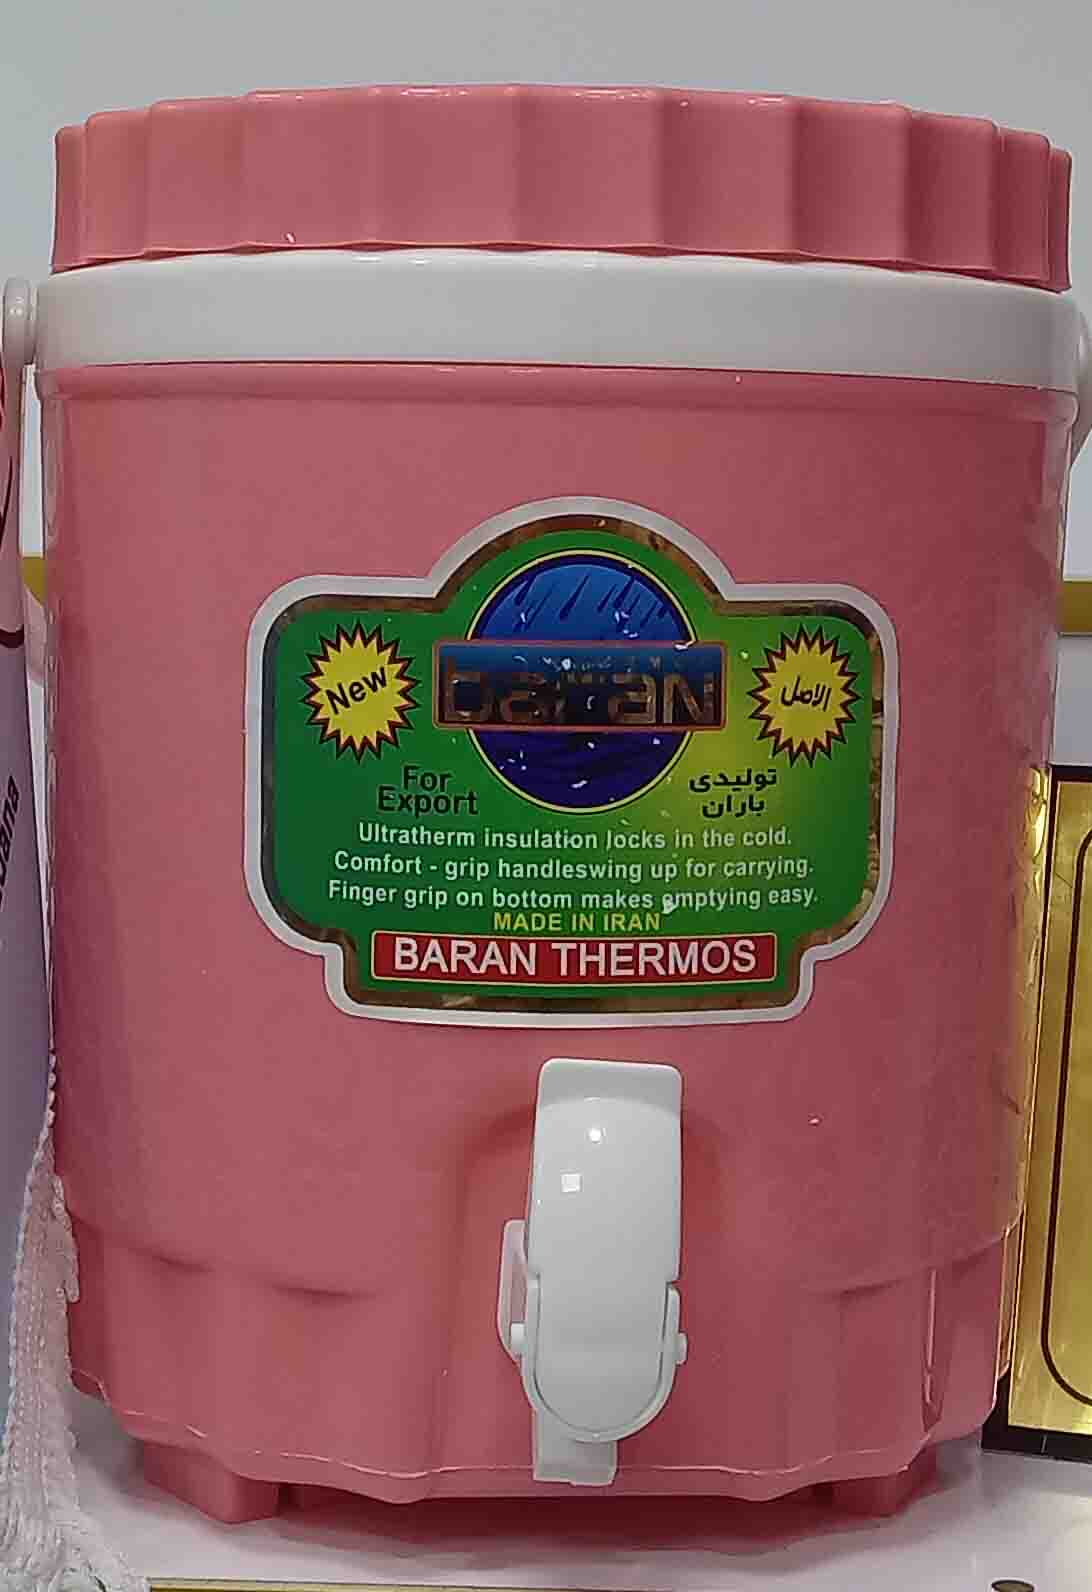 New
baraN
الاصل
For
Export
تولیدی
باران
Ultratherm insulation locks in the cold.
Comfort - grip handleswing up for carrying.
Finger grip on bottom makes emptying easy.
MADE IN IRAN
BARAN THERMOS